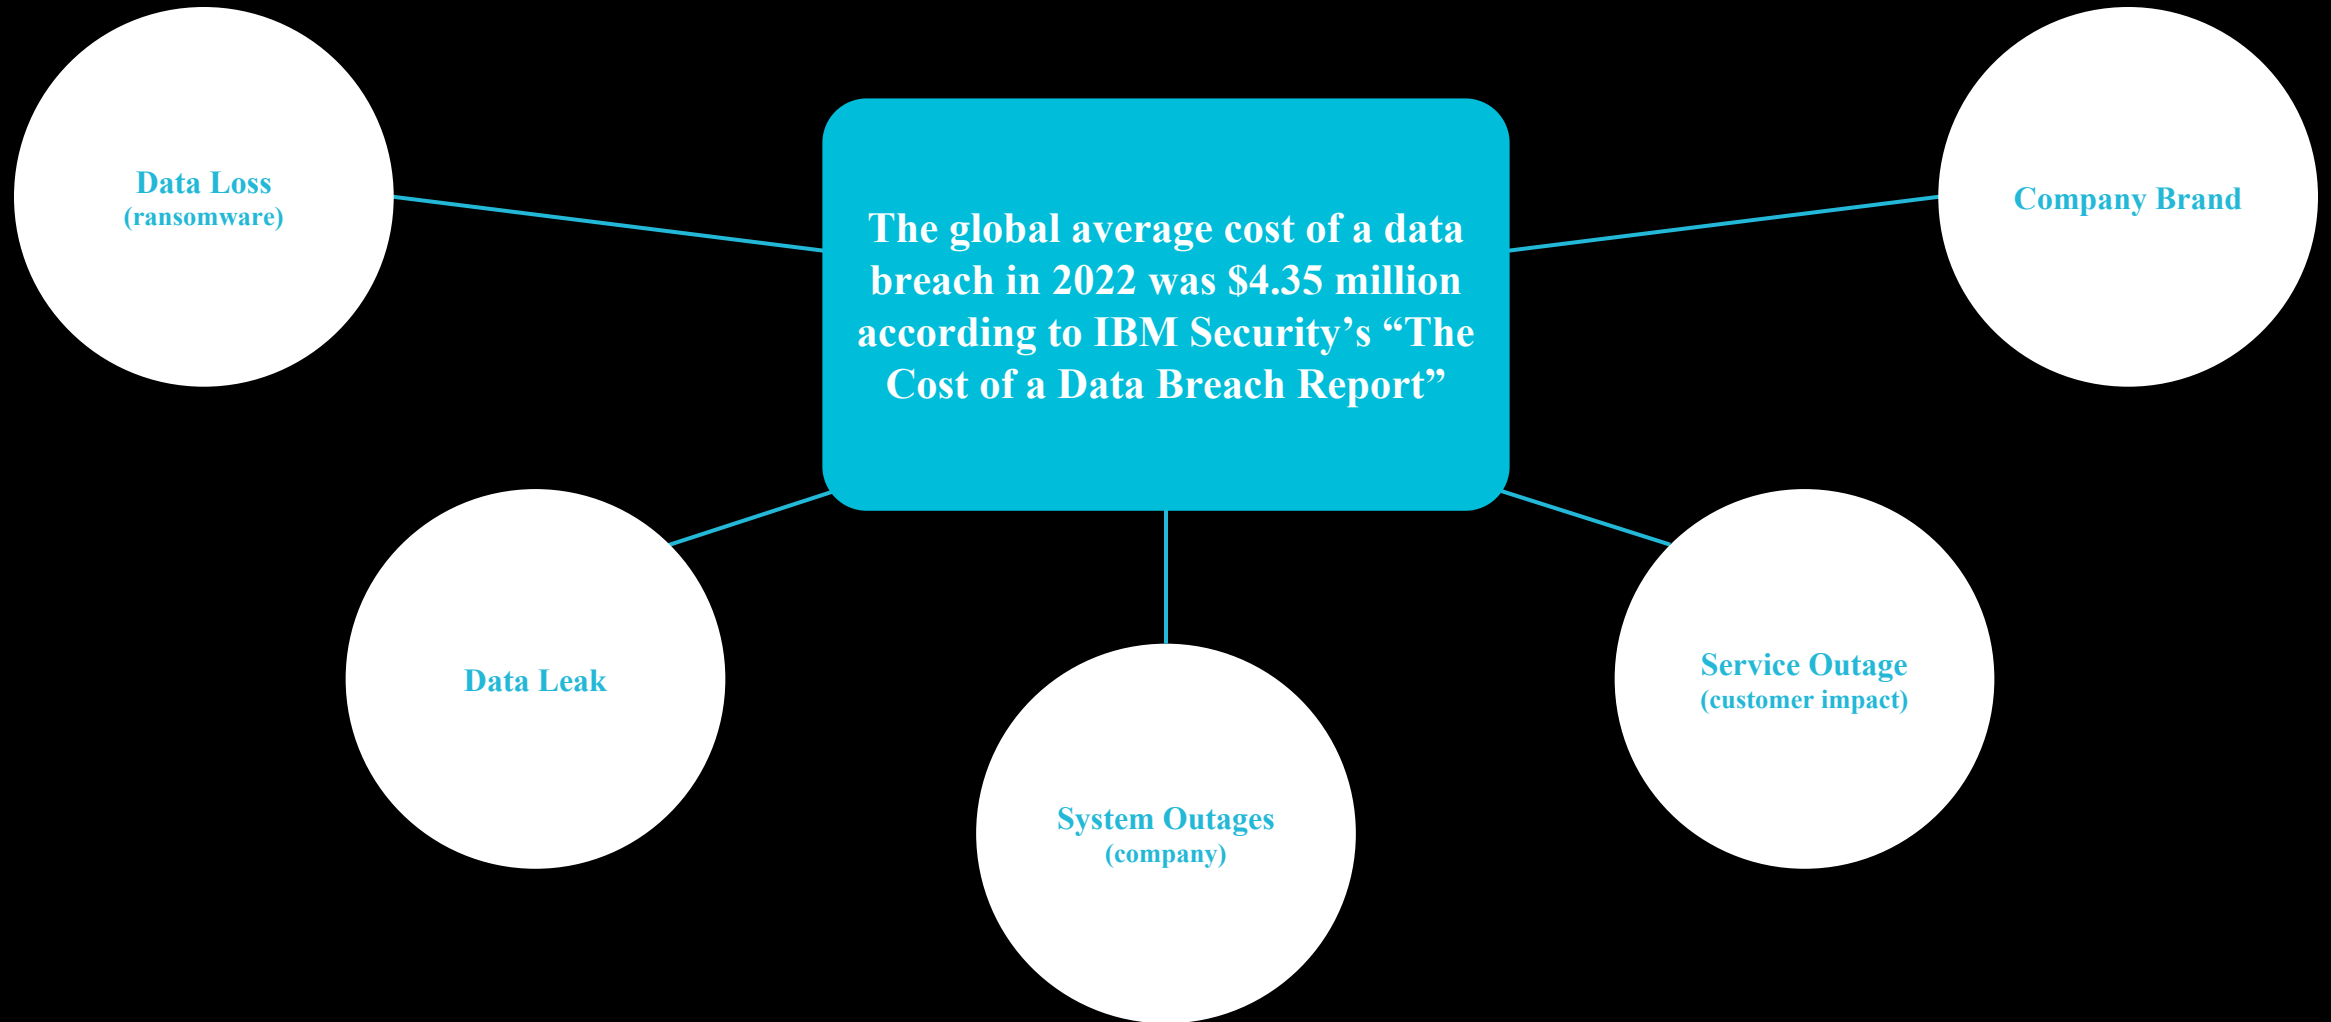 Data Loss
(ransomware)
The global average cost of a data
breach in 2022 was $4.35 million
according to IBM Security’s “The
Cost of a Data Breach Report”
Company Brand
Data Leak
System Outages
(company)
Service Outage
(customer impact)